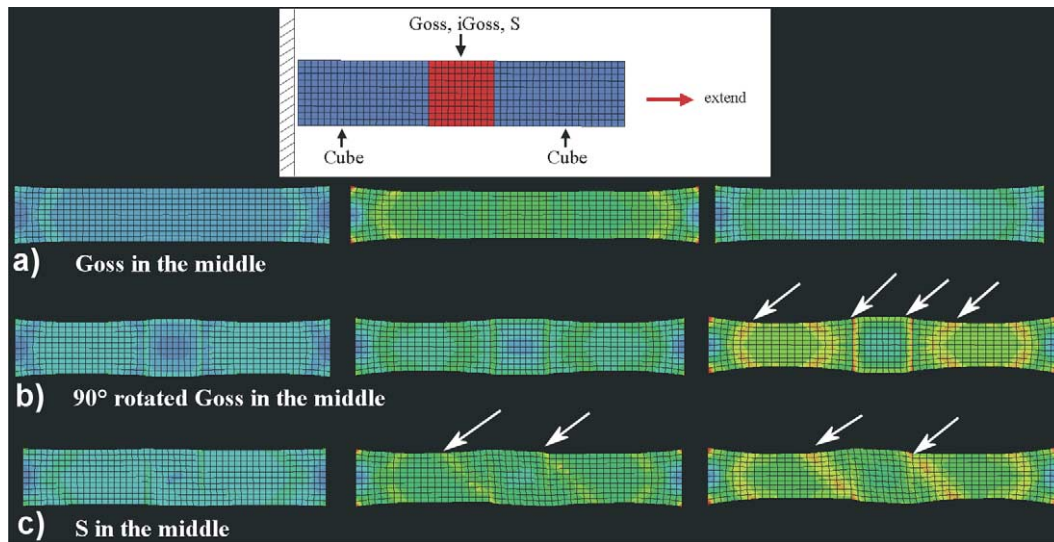 Goss, iGoss, S
extend
Cube
Cube
a) Goss in the middle
b) 90° rotated Goss in the middle
c) S in the middle